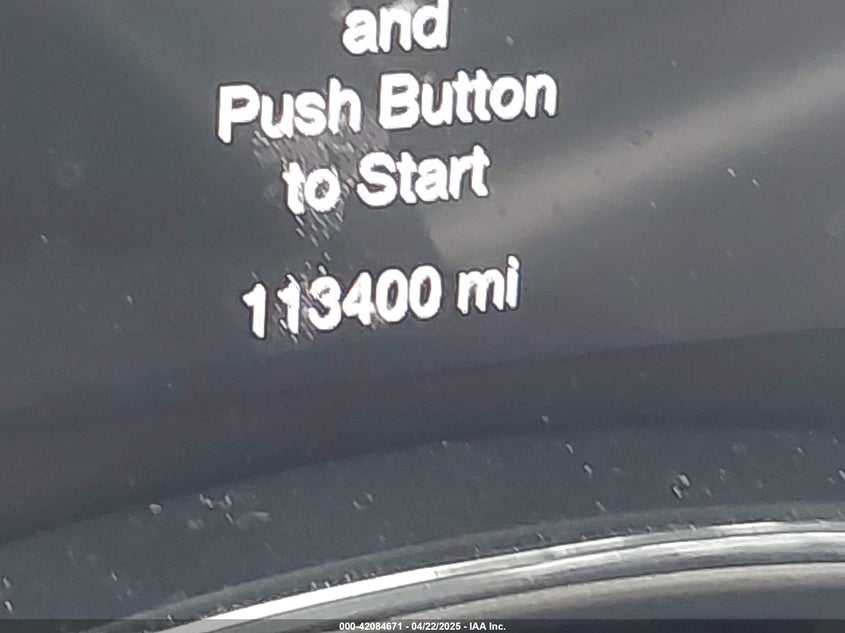 and
Push Button
to Start
113400 mi
000-42084671 - 04/22/2025 - IAA Inc.